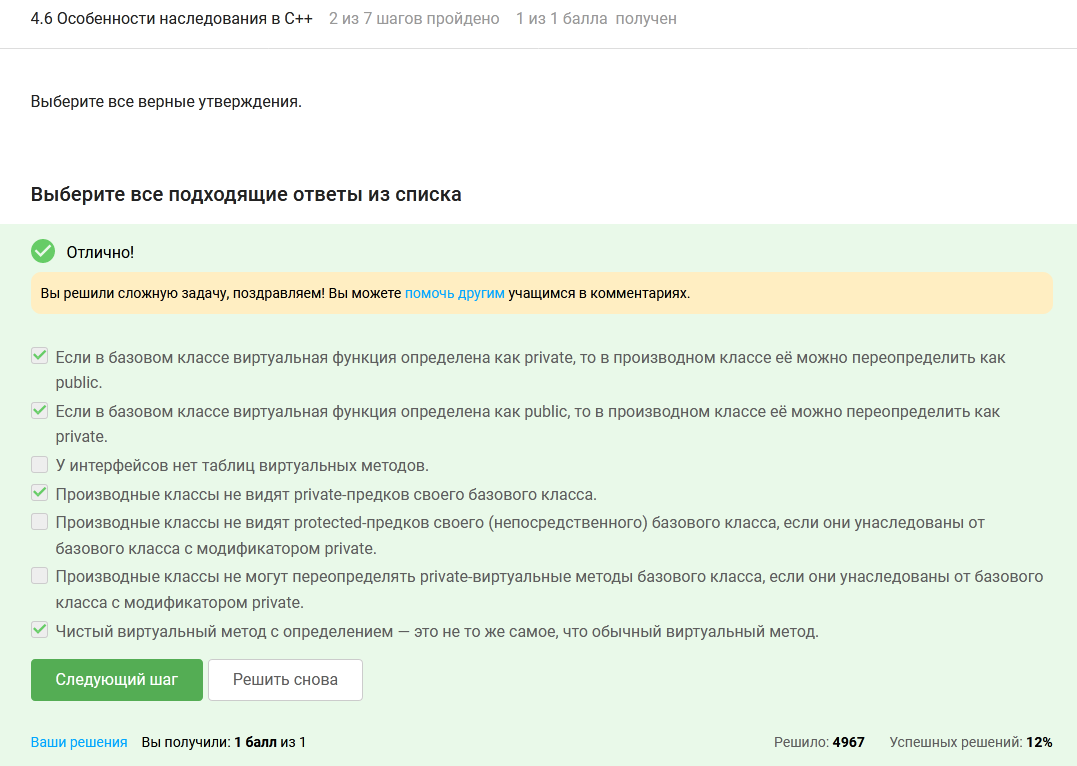 4.6 Особенности наследования в C++ 2 из 7 шагов пройдено 1 из 1 балла получен
Выберите все верные утверждения.
Выберите все подходящие ответы из списка
Отлично!
Вы решили сложную задачу, поздравляем! Вы можете помочь другим учащимся в комментариях.
Если в базовом классе виртуальная функция определена как private, то в производном классе её можно переопределить как
public.
Если в базовом классе виртуальная функция определена как public, то в производном классе её можно переопределить как
private.
У интерфейсов нет таблиц виртуальных методов.
Производные классы не видят private-предков своего базового класса.
Производные классы не видят protected-предков своего (непосредственного) базового класса, если они унаследованы от
базового класса с модификатором private.
Производные классы не могут переопределять private-виртуальные методы базового класса, если они унаследованы от базового
класса с модификатором private.
Чистый виртуальный метод с определением — это не то же самое, что обычный виртуальный метод.
Следующий шаг Решить снова
Ваши решения Вы получили: 1 балл из 1 Решило: 4967 Успешных решений: 12%